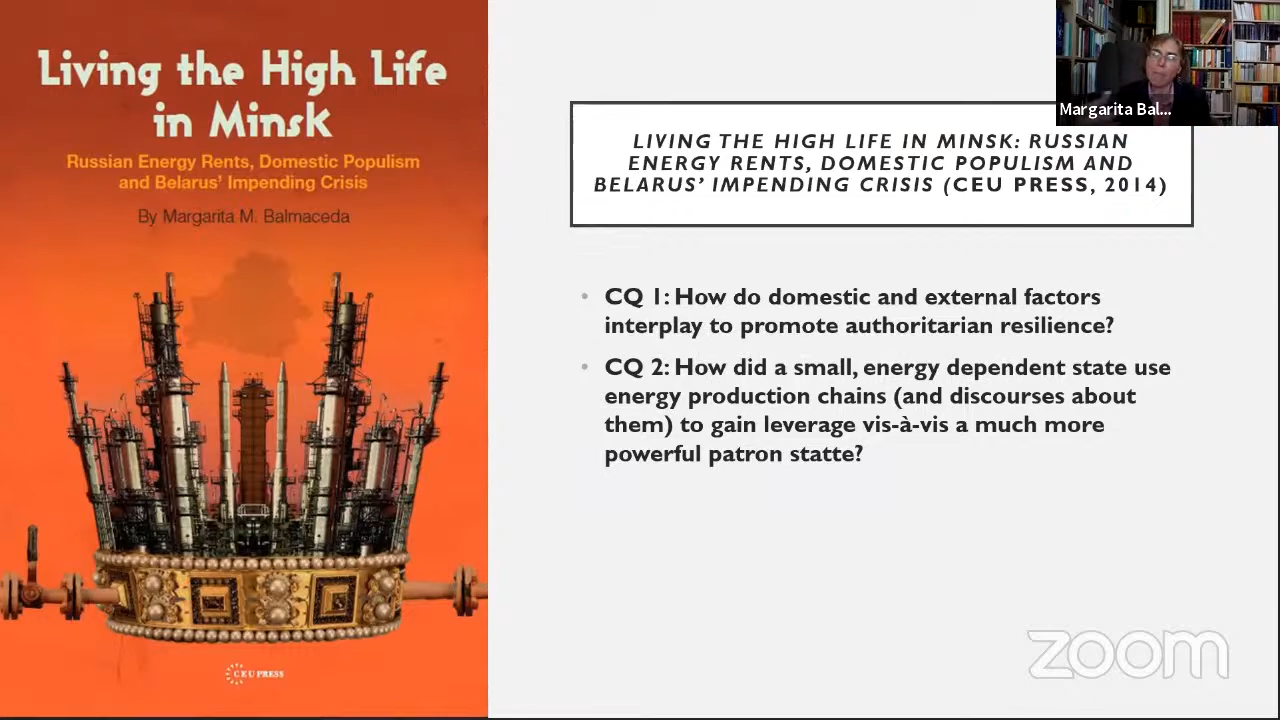 Living the High Life
in Minsk
Russian Energy Rents, Domestic Populism
and Belarus' Impending Crisis
By Margarita M. Balmaceda
CEU PRESS
Margarita Bal...
LIVING THE HIGH LIFE IN MINSK: RUSSIAN
ENERGY RENTS, DOMESTIC POPULISM AND
BELARUS' IMPENDING CRISIS (CEU PRESS, 2014)
• CQ 1: How do domestic and external factors
interplay to promote authoritarian resilience?
• CQ 2: How did a small, energy dependent state use
energy production chains (and discourses about
them) to gain leverage vis-à-vis a much more
powerful patron statte?
zoom